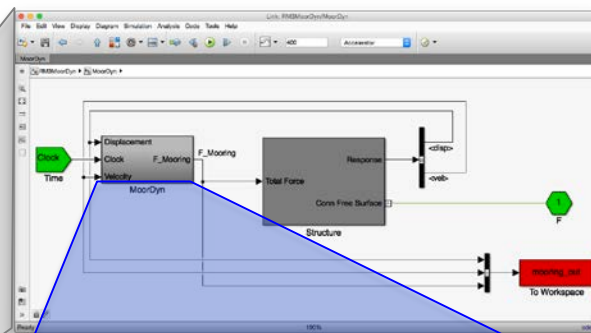 Link: RM3MoorDyn/MoorDyn
File Edit View Display Diagram Simulation Analysis Code Tools Help
400
Accelerator
MoorDyn
RM3MoorDyn MoorDyn
Displacement
<disp>
Clock
Clock
F_Mooring
F_Mooring
Response
Time
Velocity
<veb>
MoorDyn
Total Force
Conn Free Surface
1
F
Structure
mooring_out
To Workspace
Ready
100%